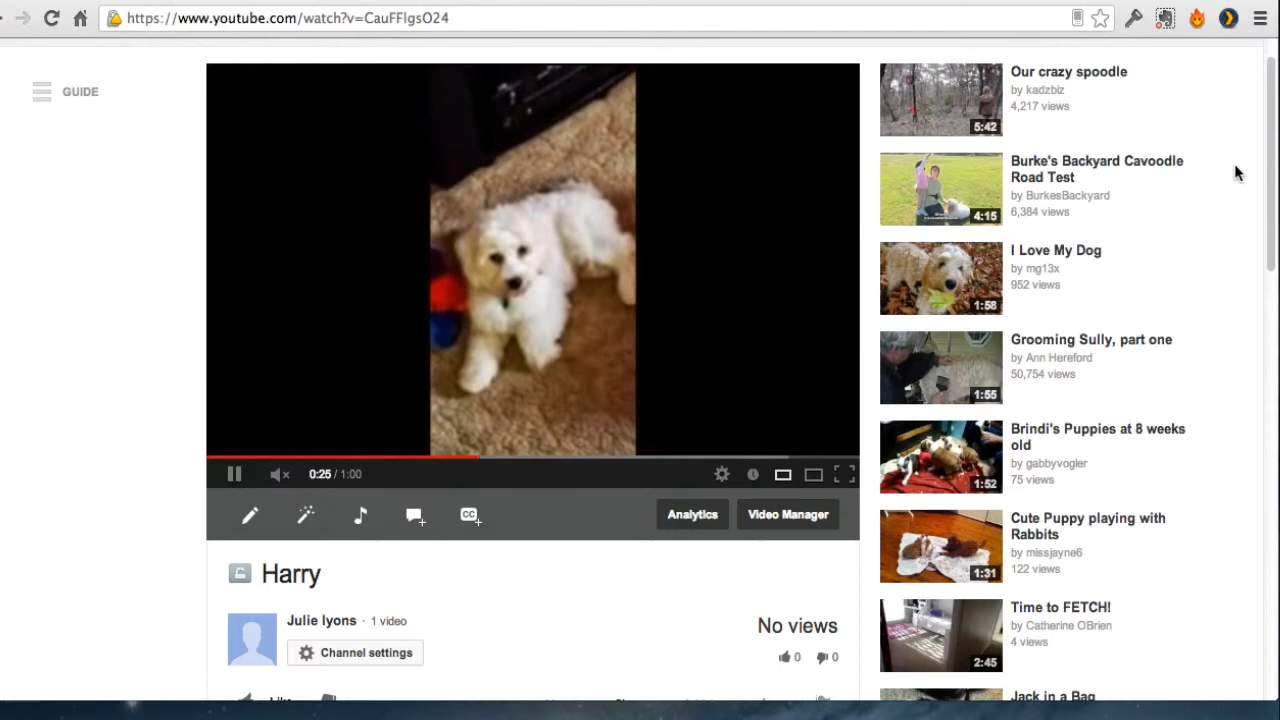 https://www.youtube.com/watch?v=CauFFlgsO24
GUIDE
0:25 / 1:00
CC
Analytics
Video Manager
Harry
Julie lyons · 1 video
Channel settings
No views
0
0
Our crazy spoodle
by kadzbiz
4,217 views
5:42
Burke's Backyard Cavoodle
Road Test
by BurkesBackyard
6,384 views
4:15
I Love My Dog
by mg13x
952 views
1:58
Grooming Sully, part one
by Ann Hereford
50,754 views
1:55
Brindi's Puppies at 8 weeks
old
by gabbyvogler
75 views
1:52
Cute Puppy playing with
Rabbits
by missjayne6
122 views
1:31
Time to FETCH!
by Catherine OBrien
4 views
2:45
Jack in a Bag